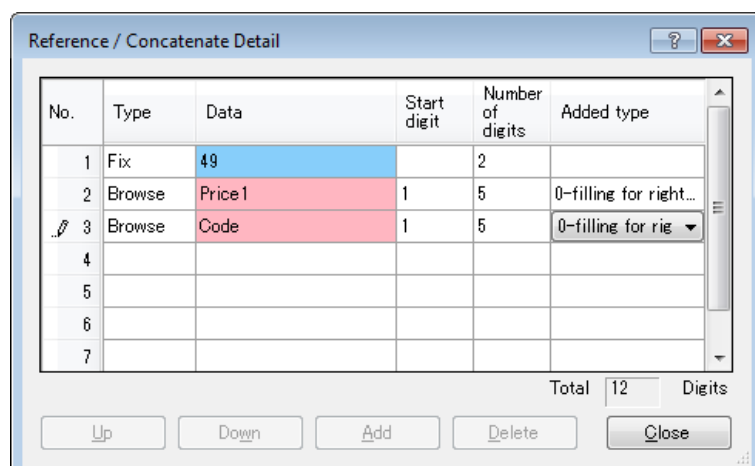 Reference / Concatenate Detail
No. Type Data Start digit Number of digits Added type
1 Fix 49 2
2 Browse Price1 1 5 0-filling for right...
3 Browse Code 1 5 0-filling for rig
4
5
6
7
Total 12 Digits
Up Down Add Delete Close